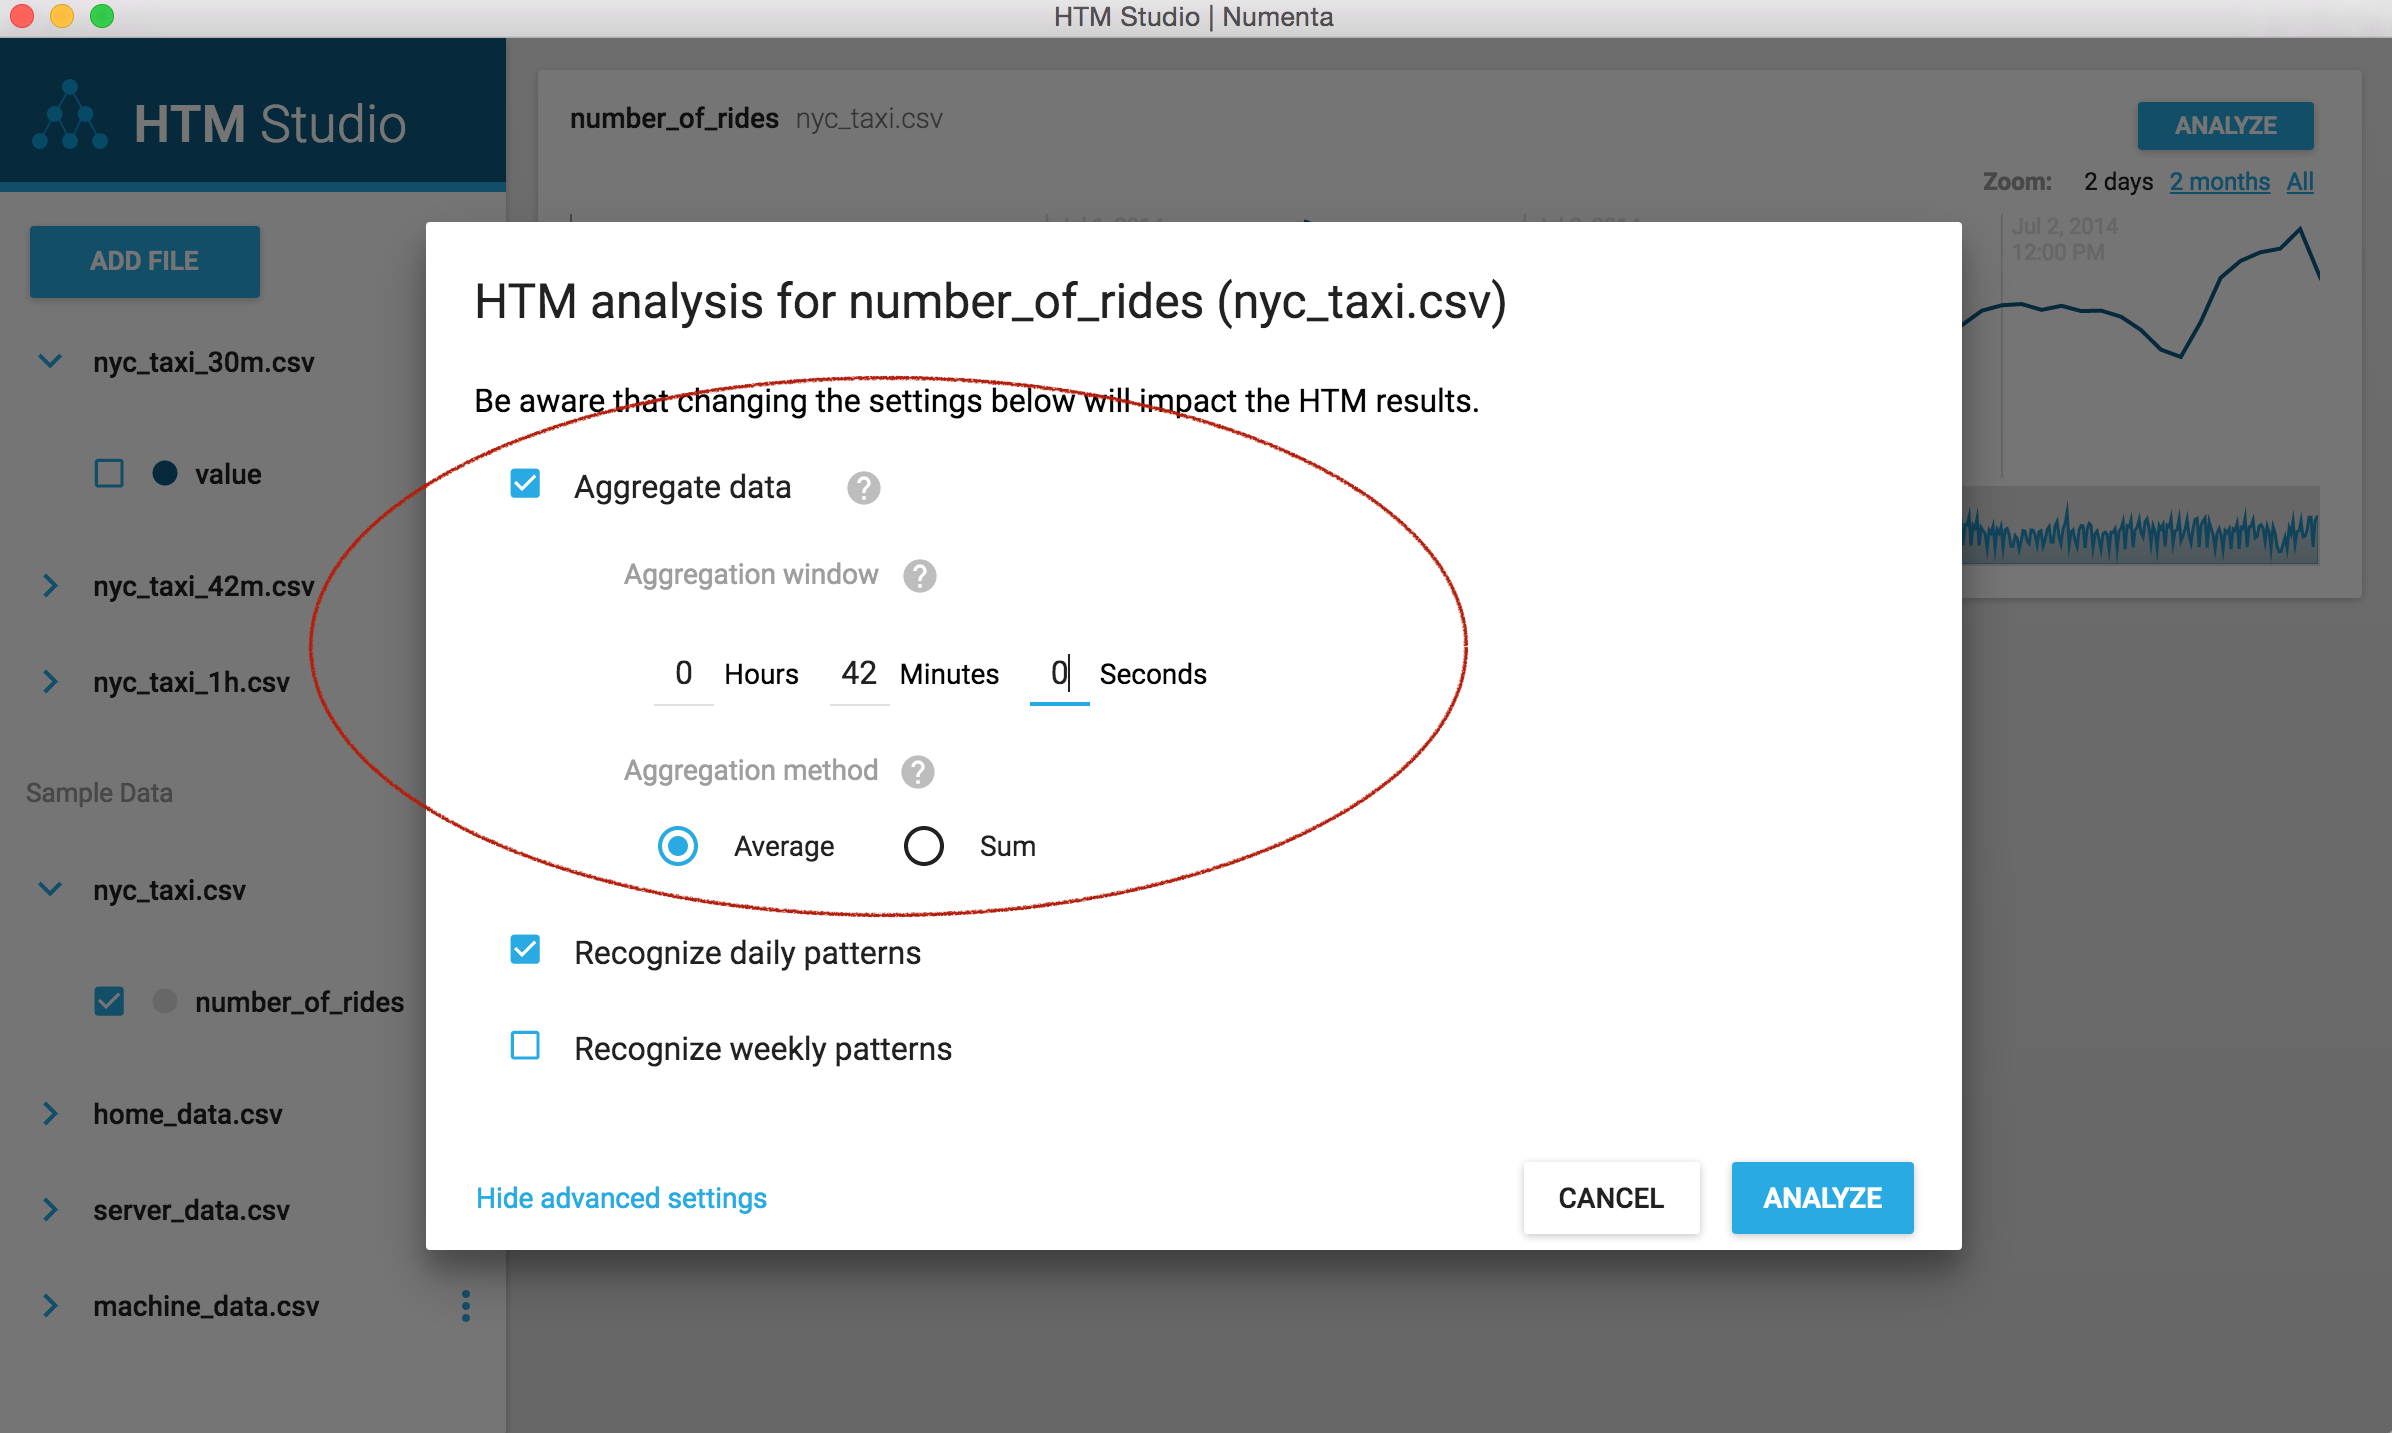 HTM Studio | Numenta
HTM Studio
ADD FILE
nyc_taxi_30m.csv
value
nyc_taxi_42m.csv
nyc_taxi_1h.csv
Sample Data
nyc_taxi.csv
number_of_rides
home_data.csv
server_data.csv
machine_data.csv
number_of_rides nyc_taxi.csv
ANALYZE
Zoom: 2 days 2 months All
Jul 2, 2014
12:00 PM
HTM analysis for number_of_rides (nyc_taxi.csv)
Be aware that changing the settings below will impact the HTM results.
Aggregate data ?
Aggregation window ?
0 Hours 42 Minutes 0 Seconds
Aggregation method ?
Average Sum
Recognize daily patterns
Recognize weekly patterns
Hide advanced settings
CANCEL
ANALYZE